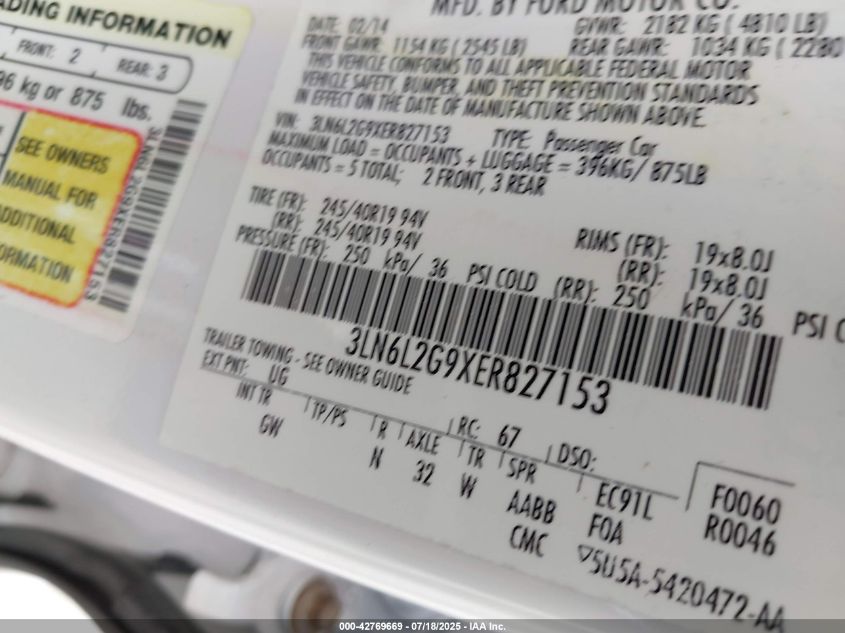 ADING INFORMATION
FRONT: 2 REAR: 3
96 kg or 875 lbs.
SEE OWNERS
MANUAL FOR
ADDITIONAL
FORMATION
3LN6L2G9XER827153
MFD. BY FORD MOTOR CO.
DATE: 02/14 GVWR: 2182 KG ( 4810 LB)
FRONT GAWR: 1154 KG ( 2545 LB) REAR GAWR: 1034 KG ( 2280
THIS VEHICLE CONFORMS TO ALL APPLICABLE FEDERAL MOTOR
VEHICLE SAFETY, BUMPER, AND THEFT PREVENTION STANDARDS
IN EFFECT ON THE DATE OF MANUFACTURE SHOWN ABOVE.
VIN: 3LN6L2G9XER827153 TYPE: Passenger Car
MAXIMUM LOAD = OCCUPANTS + LUGGAGE = 396KG/ 875LB
OCCUPANTS = 5 TOTAL; 2 FRONT, 3 REAR
TIRE (FR): 245/40R19 94V RIMS (FR): 19x8.0J
(RR): 245/40R19 94V (RR): 19x8.0J
PRESSURE (FR): 250 kPa/ 36 PSI COLD (RR): 250 kPa/ 36 PSI C
3LN6L2G9XER827153
TRAILER TOWING - SEE OWNER GUIDE
EXT PNT: UG RC: 67 DSO:
INT TR TP/PS R AXLE TR SPR EC91L F0060
GW N 32 W AABB F0A R0046
CMC 5U5A-5420472-AA
000-42769669 - 07/18/2025 - IAA Inc.